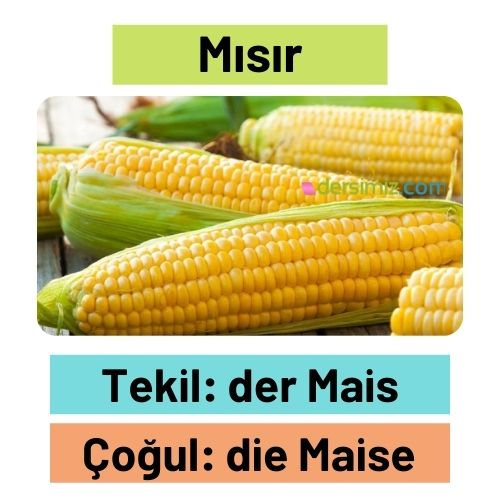 Mısır
dersimiz.com
Tekil: der Mais
Çoğul: die Maise